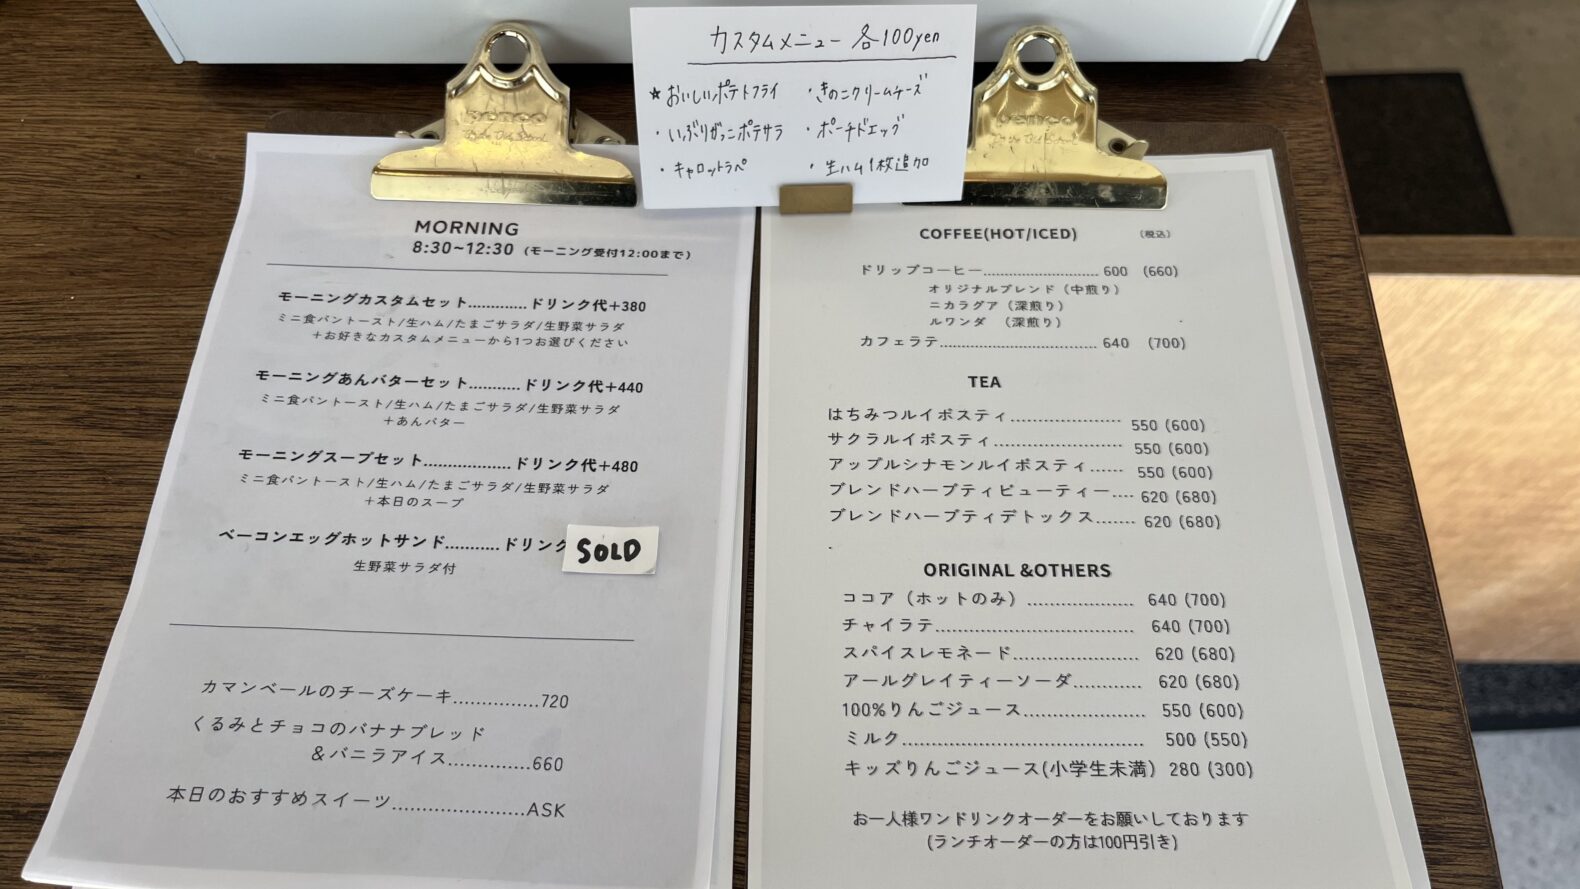 カスタムメニュー 各100yen
★おいしいポテトフライ
・いぶりがっこポテサラ
・キャロットラペ
・きのこクリームチーズ
・ポーチドエッグ
・生ハム1枚追加
penco
penco
MORNING
8:30~12:30 (モーニング受付12:00まで)
モーニングカスタムセット............ドリンク代+380
ミニ食パントースト/生ハム/たまごサラダ/生野菜サラダ
+お好きなカスタムメニューから1つお選びください
モーニングあんバターセット...........ドリンク代+440
ミニ食パントースト/生ハム/たまごサラダ/生野菜サラダ
+あんバター
モーニングスープセット..................ドリンク代+480
ミニ食パントースト/生ハム/たまごサラダ/生野菜サラダ
+本日のスープ
ベーコンエッグホットサンド...........ドリンク
SOLD
生野菜サラダ付
カマンベールのチーズケーキ...............720
くるみとチョコのバナナブレッド
&バニラアイス..............660
本日のおすすめスイーツ.......................ASK
COFFEE(HOT/ICED) (税込)
ドリップコーヒー............................ 600 (660)
オリジナルブレンド (中煎り)
ニカラグア (深煎り)
ルワンダ (深煎り)
カフェラテ...................................... 640 (700)
TEA
はちみつルイボスティ...................... 550 (600)
サクラルイボスティ......................... 550 (600)
アップルシナモンルイボスティ...... 550 (600)
ブレンドハーブティビューティー.... 620 (680)
ブレンドハーブティデトックス....... 620 (680)
ORIGINAL &OTHERS
ココア (ホットのみ) .................... 640 (700)
チャイラテ..................................... 640 (700)
スパイスレモネード....................... 620 (680)
アールグレイティーソーダ............ 620 (680)
100%りんごジュース...................... 550 (600)
ミルク............................................ 500 (550)
キッズりんごジュース(小学生未満) 280 (300)
お一人様ワンドリンクオーダーをお願いしております
(ランチオーダーの方は100円引き)